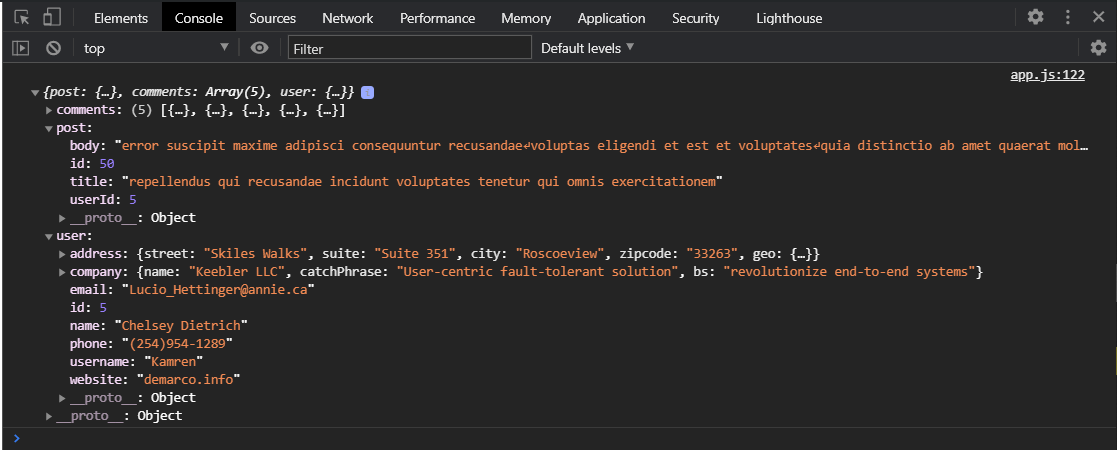 Elements Console Sources Network Performance Memory Application Security Lighthouse
top Filter Default levels
app.js:122
{post: {…}, comments: Array(5), user: {…}} i
comments: (5) [{…}, {…}, {…}, {…}, {…}]
post:
body: "error suscipit maxime adipisci consequuntur recusandae↵voluptas eligendi et est et voluptates↵quia distinctio ab amet quaerat mol…
id: 50
title: "repellendus qui recusandae incidunt voluptates tenetur qui omnis exercitationem"
userId: 5
__proto__: Object
user:
address: {street: "Skiles Walks", suite: "Suite 351", city: "Roscoeview", zipcode: "33263", geo: {…}}
company: {name: "Keebler LLC", catchPhrase: "User-centric fault-tolerant solution", bs: "revolutionize end-to-end systems"}
email: "Lucio_Hettinger@annie.ca"
id: 5
name: "Chelsey Dietrich"
phone: "(254)954-1289"
username: "Kamren"
website: "demarco.info"
__proto__: Object
__proto__: Object